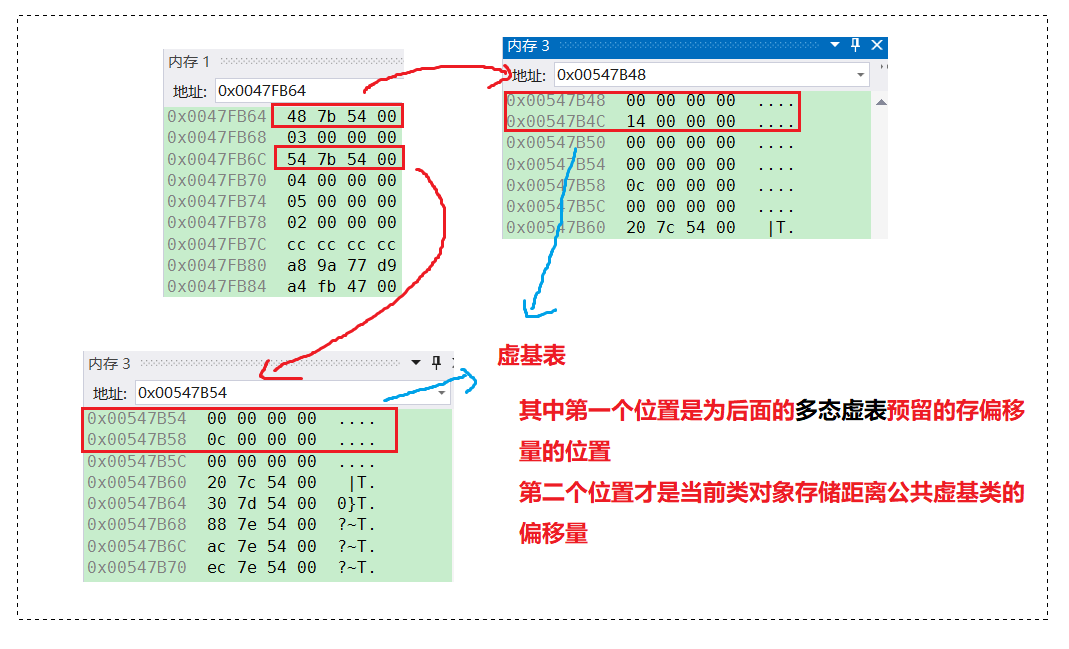 内存 1
地址: 0x0047FB64
0x0047FB64 48 7b 54 00
0x0047FB68 03 00 00 00
0x0047FB6C 54 7b 54 00
0x0047FB70 04 00 00 00
0x0047FB74 05 00 00 00
0x0047FB78 02 00 00 00
0x0047FB7C cc cc cc cc
0x0047FB80 a8 9a 77 d9
0x0047FB84 a4 fb 47 00
内存 3
地址: 0x00547B48
0x00547B48 00 00 00 00 ....
0x00547B4C 14 00 00 00 ....
0x00547B50 00 00 00 00 ....
0x00547B54 00 00 00 00 ....
0x00547B58 0c 00 00 00 ....
0x00547B5C 00 00 00 00 ....
0x00547B60 20 7c 54 00 |T.
内存 3
地址: 0x00547B54
0x00547B54 00 00 00 00 ....
0x00547B58 0c 00 00 00 ....
0x00547B5C 00 00 00 00 ....
0x00547B60 20 7c 54 00 |T.
0x00547B64 30 7d 54 00 0}T.
0x00547B68 88 7e 54 00 ?~T.
0x00547B6C ac 7e 54 00 ?~T.
0x00547B70 ec 7e 54 00 ?~T.
虚基表
其中第一个位置是为后面的多态虚表预留的存偏移
量的位置
第二个位置才是当前类对象存储距离公共虚基类的
偏移量